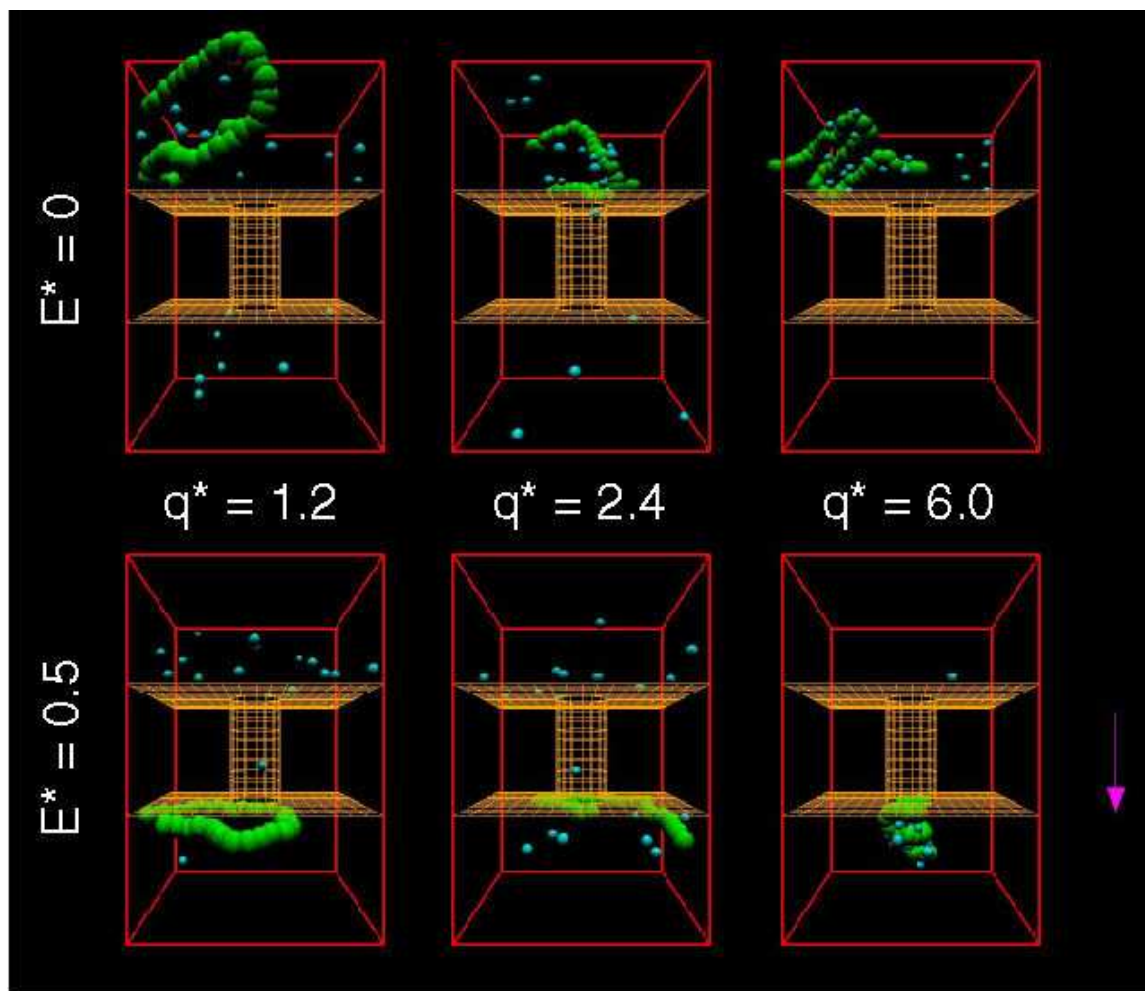 E* = 0
q* = 1.2
q* = 2.4
q* = 6.0
E* = 0.5